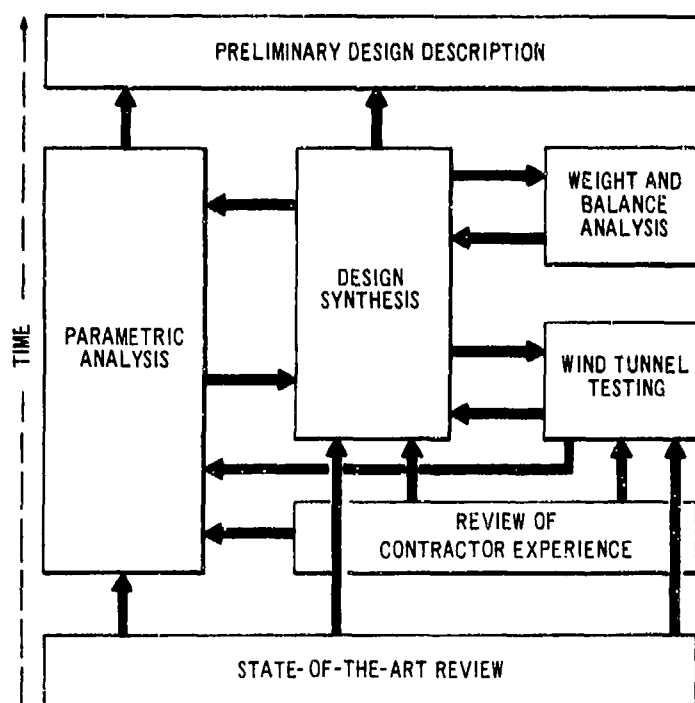 PRELIMINARY DESIGN DESCRIPTION
WEIGHT AND
BALANCE
ANALYSIS
DESIGN
SYNTHESIS
PARAMETRIC
ANALYSIS
TIME
WIND TUNNEL
TESTING
REVIEW OF
CONTRACTOR EXPERIENCE
STATE-OF-THE-ART REVIEW